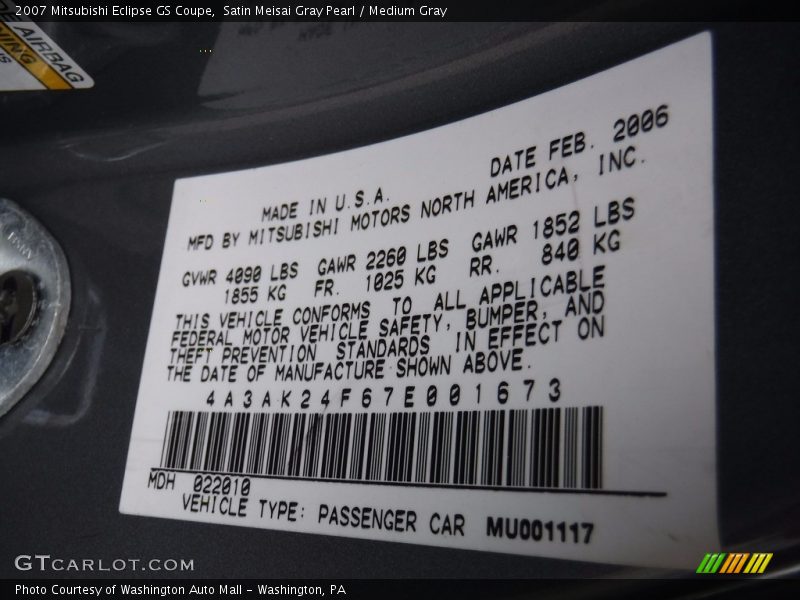 2007 Mitsubishi Eclipse GS Coupe, Satin Meisai Gray Pearl / Medium Gray
AIRBAG
MADE IN U.S.A. DATE FEB. 2006
MFD BY MITSUBISHI MOTORS NORTH AMERICA, INC.
GVWR 4090 LBS GAWR 2260 LBS GAWR 1852 LBS
1855 KG FR. 1025 KG RR. 840 KG
THIS VEHICLE CONFORMS TO ALL APPLICABLE
FEDERAL MOTOR VEHICLE SAFETY, BUMPER, AND
THEFT PREVENTION STANDARDS IN EFFECT ON
THE DATE OF MANUFACTURE SHOWN ABOVE.
4A3AK24F67E001673
MDH 022010
VEHICLE TYPE: PASSENGER CAR MU001117
GTCARLOT.COM
Photo Courtesy of Washington Auto Mall - Washington, PA